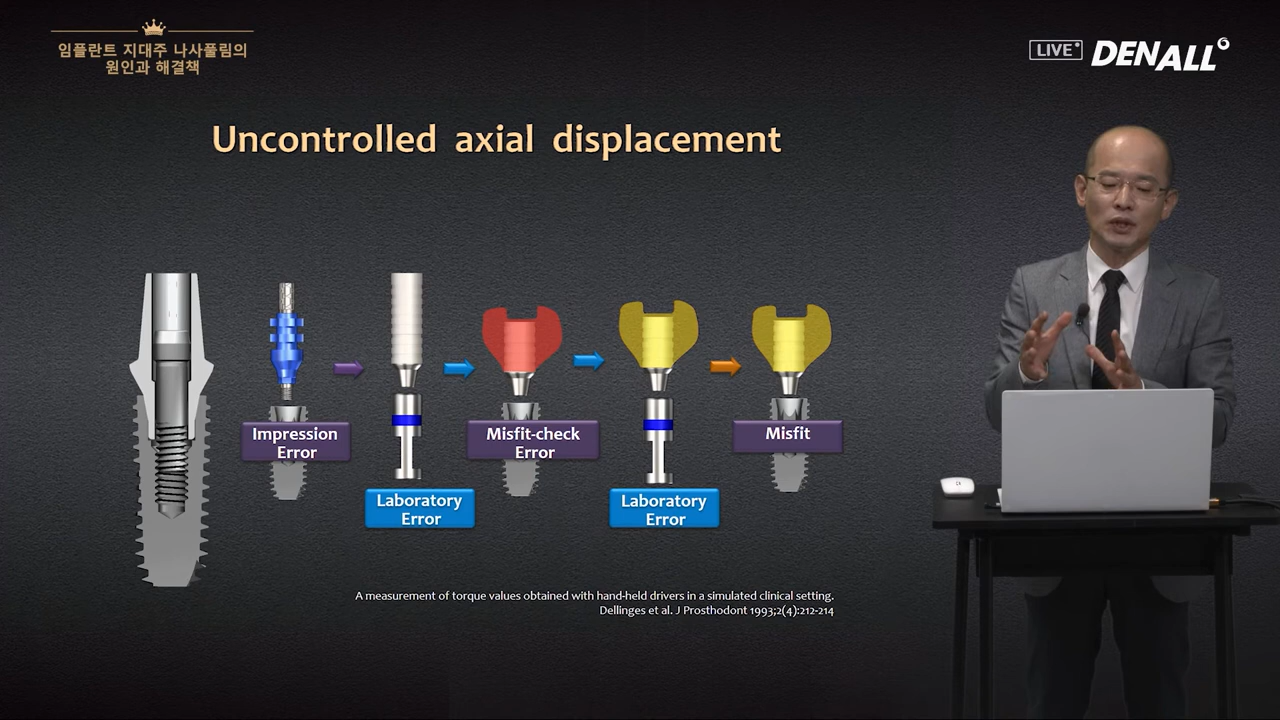 임플란트 지대주 나사풀림의
원인과 해결책
LIVE
DENALL
Uncontrolled axial displacement
Impression
Error
Misfit-check
Error
Misfit
Laboratory
Error
Laboratory
Error
A measurement of torque values obtained with hand-held drivers in a simulated clinical setting.
Dellinges et al. J Prosthodont 1993;2(4):212-214